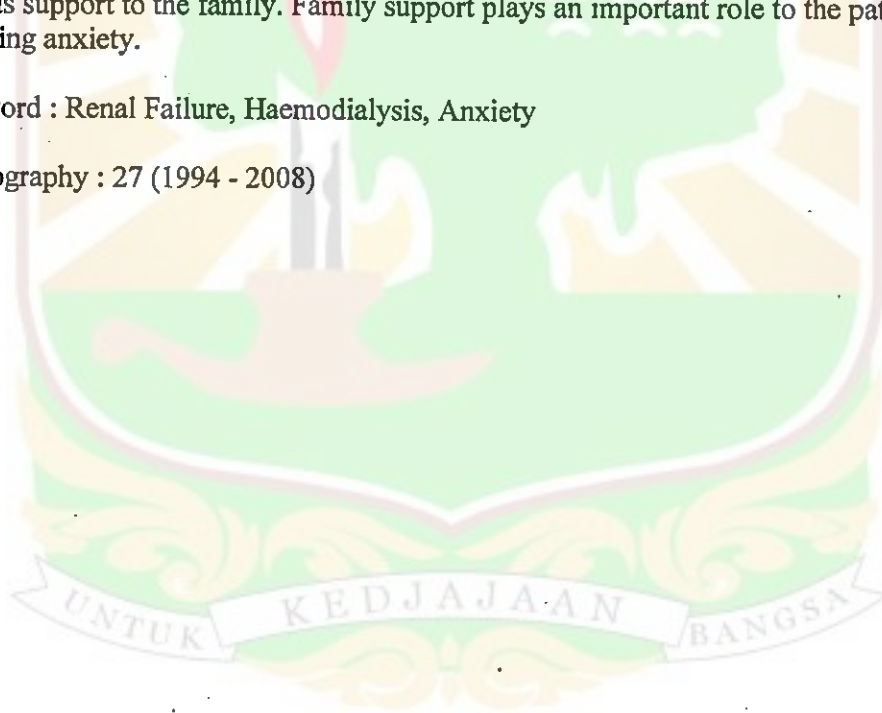 s support to the family. Family support plays an important role to the pat
ing anxiety.
ord : Renal Failure, Haemodialysis, Anxiety
ography : 27 (1994 - 2008)
UNTUK KEDJAJAAN BANGSA